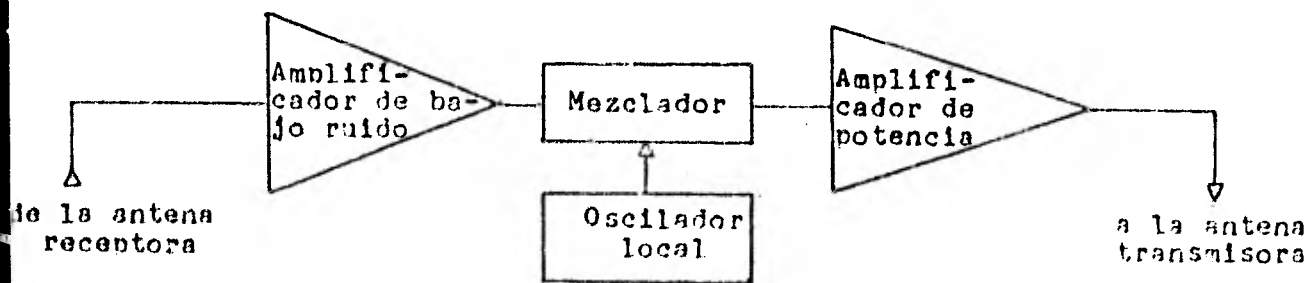 Amplifi-
cador de ba-
jo ruido
Mezclador
Amplifi-
cador de
potencia
Oscilador
local
de la antena
receptora
a la antena
transmisora